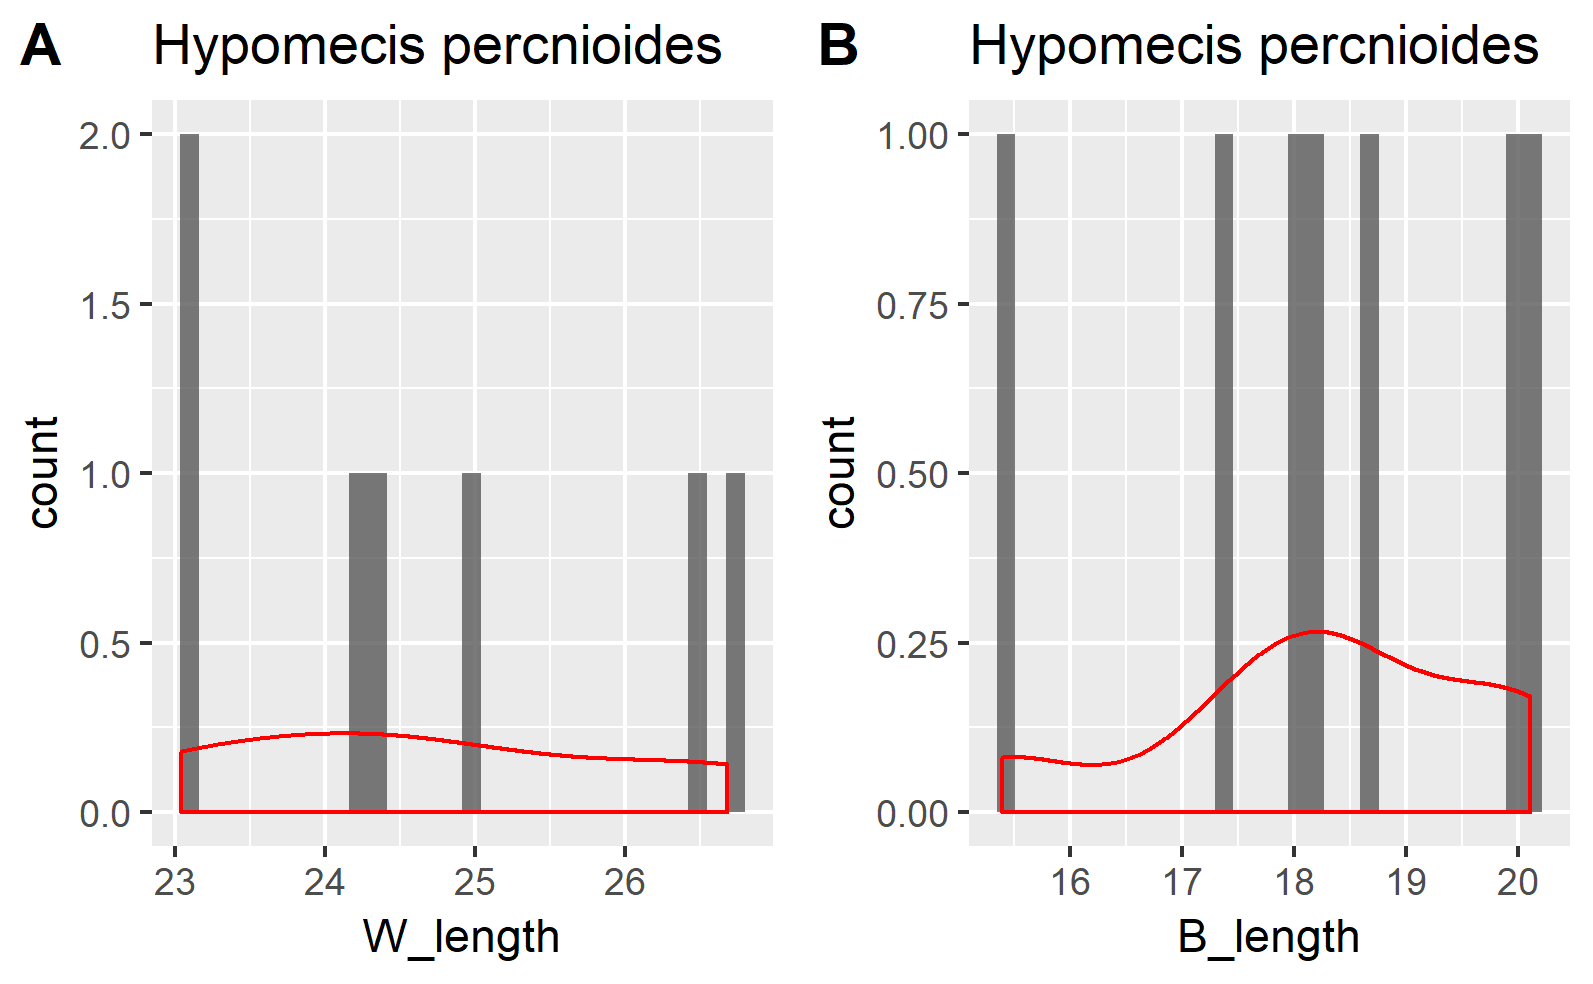 A
Hypomecis percnioides
2.0
1.5
1.0
0.5
0.0
count
23 24 25 26
W_length
B
Hypomecis percnioides
1.00
0.75
0.50
0.25
0.00
count
16 17 18 19 20
B_length